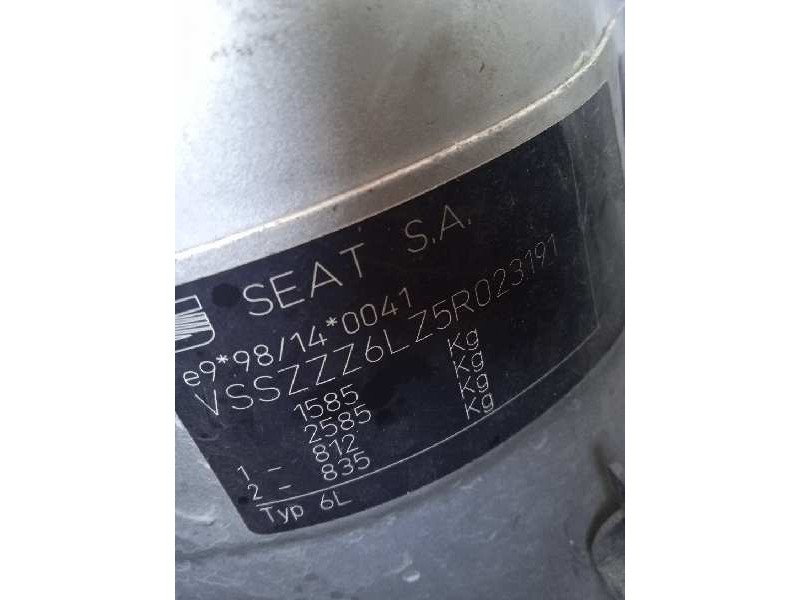 SEAT S.A.
e9*98/14*0041
VSSZZZ6LZ5R023191
1585 Kg
2585 Kg
1- 812 Kg
2- 835 Kg
Typ 6L